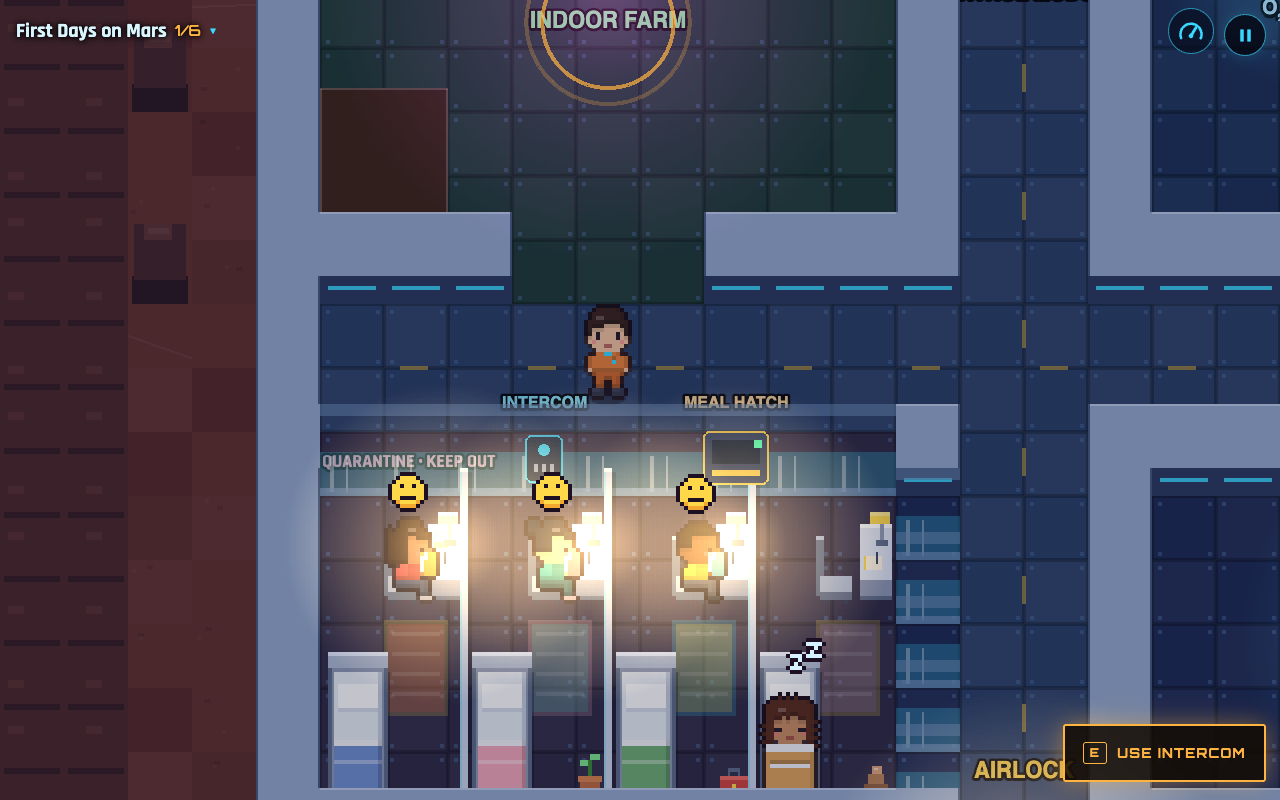 First Days on Mars 1/6
INDOOR FARM
INTERCOM
MEAL HATCH
QUARANTINE · KEEP OUT
AIRLOCK
E USE INTERCOM